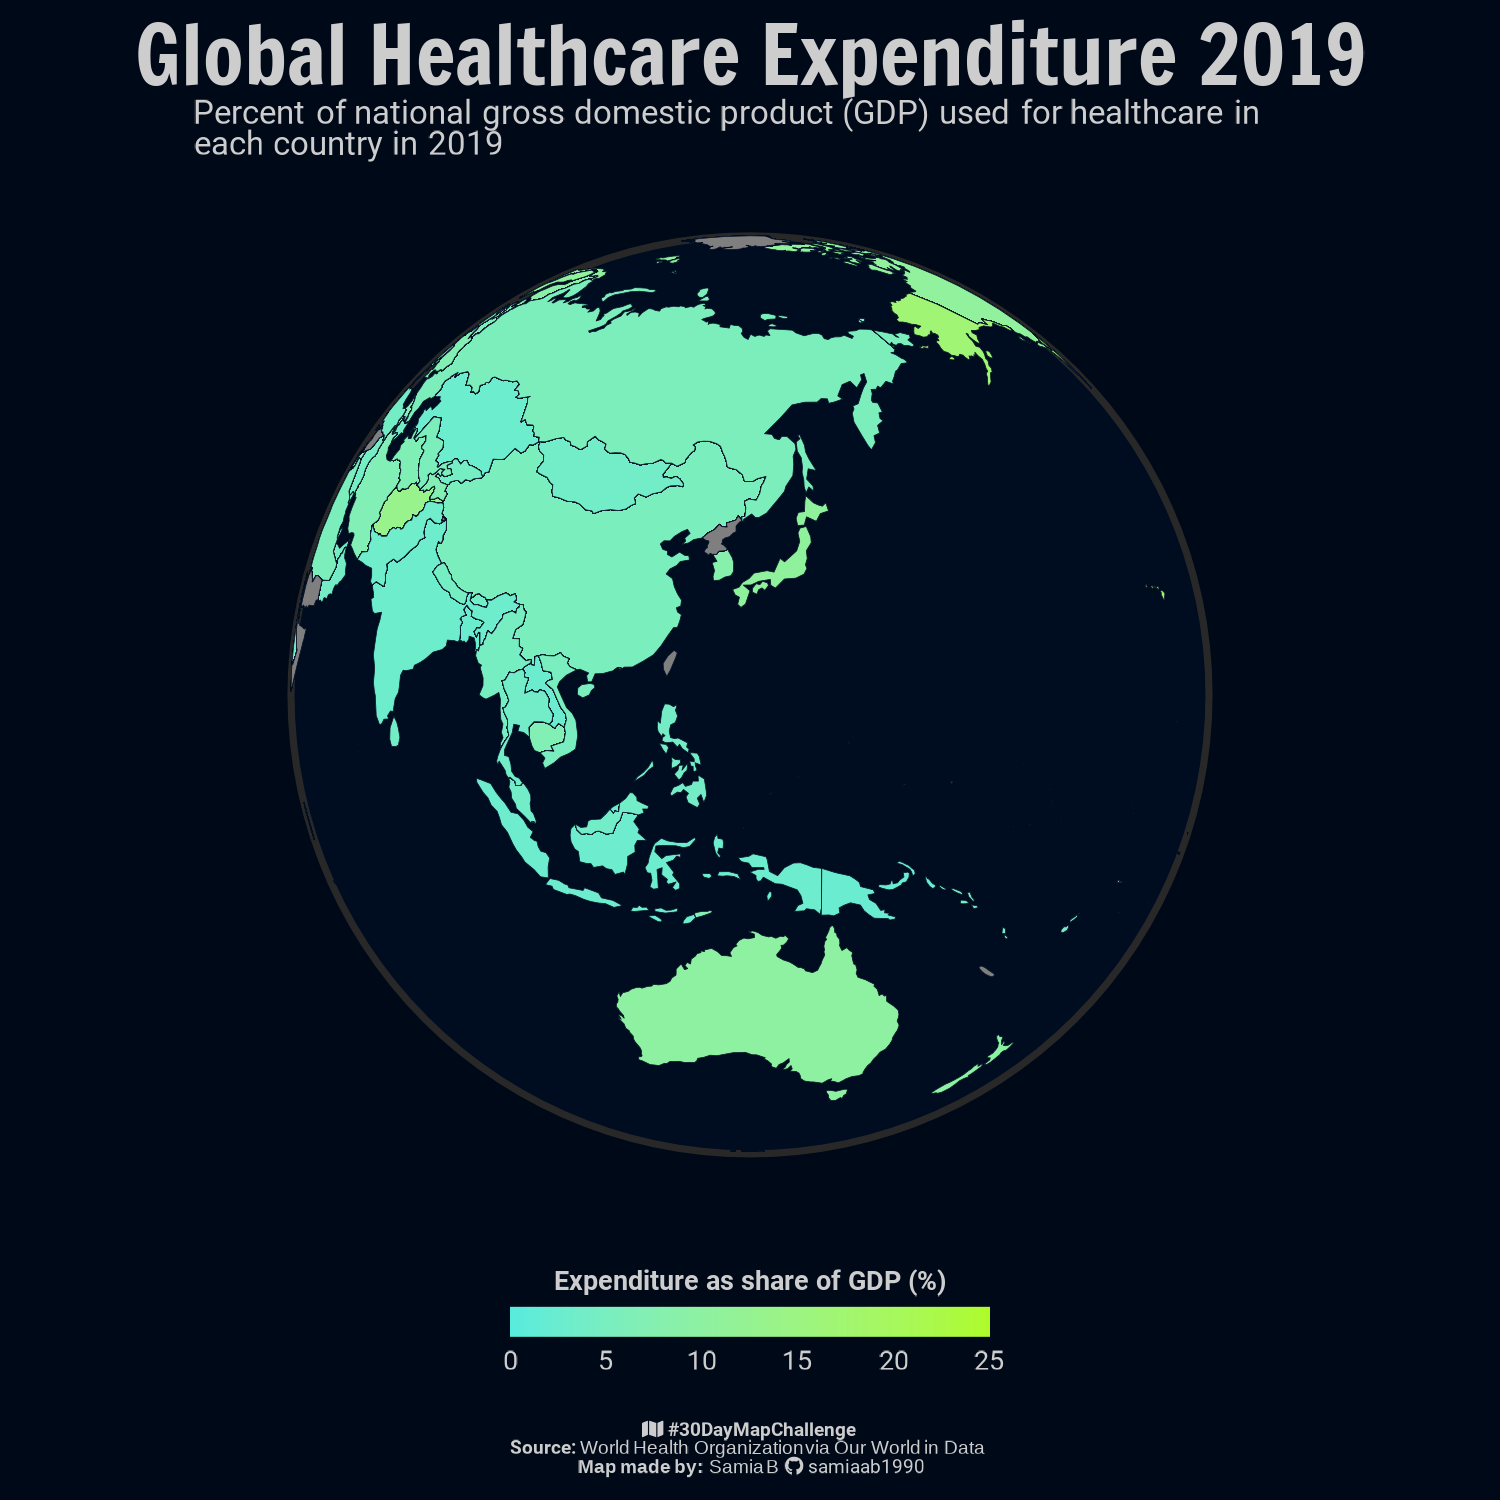 Global Healthcare Expenditure 2019
Percent of national gross domestic product (GDP) used for healthcare in
each country in 2019
Expenditure as share of GDP (%)
0 5 10 15 20 25
#30DayMapChallenge
Source: World Health Organization via Our World in Data
Map made by: Samia B samiaab1990